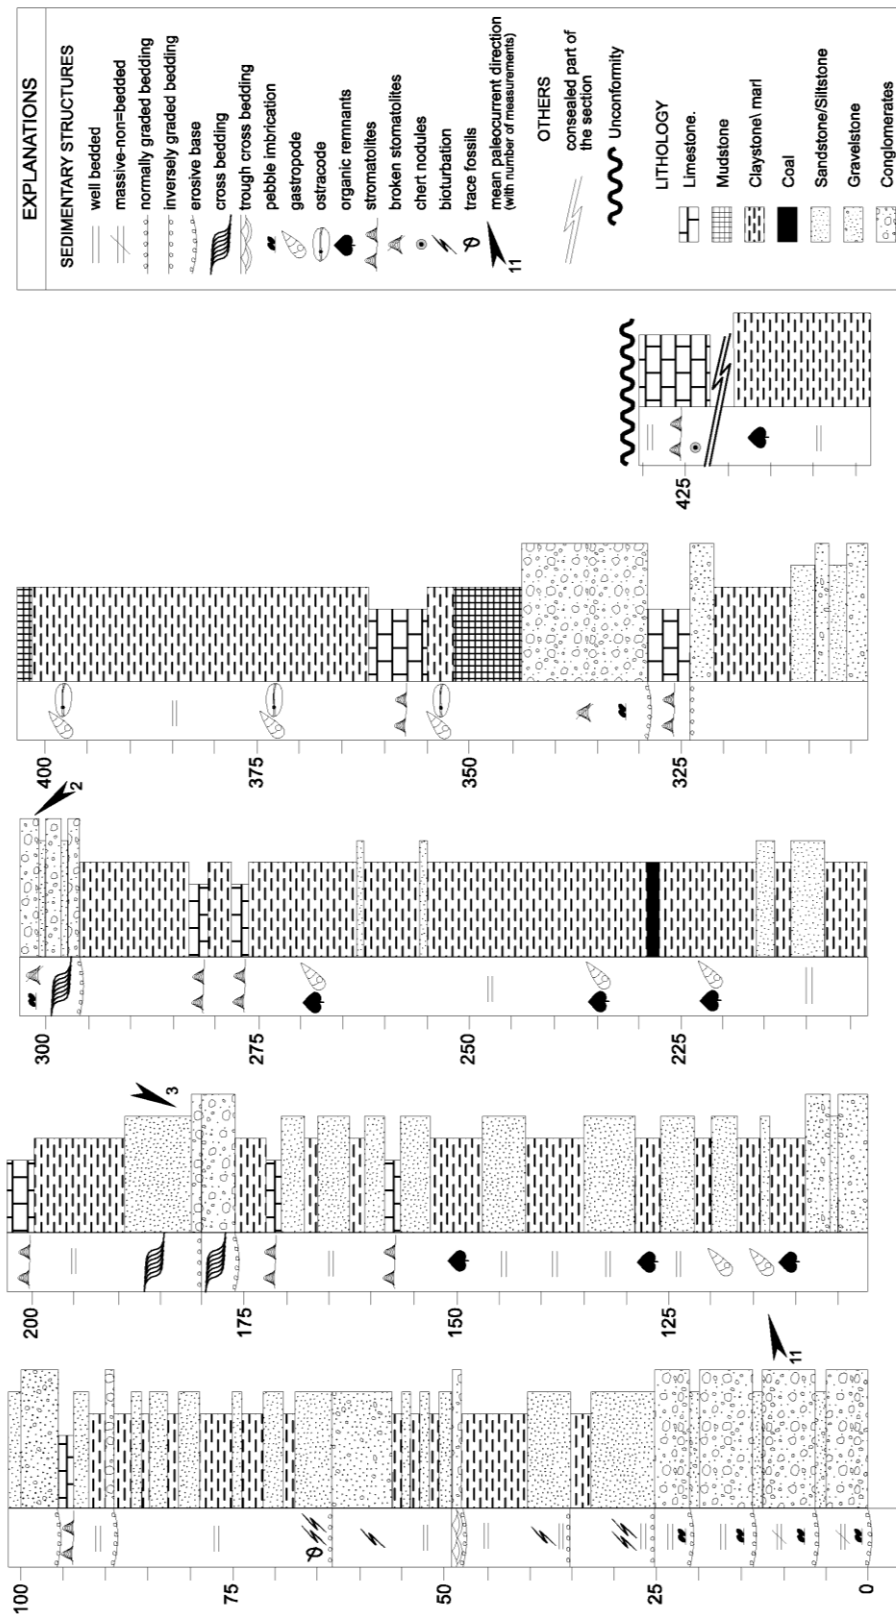 EXPLANATIONS
SEDIMENTARY STRUCTURES
well bedded
massive-non=bedded
normally graded bedding
inversely graded bedding
erosive base
cross bedding
trough cross bedding
pebble imbrication
gastropode
ostracode
organic remnants
stromatolites
broken stomatolites
chert nodules
bioturbation
trace fossils
11
mean paleocurrent direction
(with number of measurements)
OTHERS
consealed part of
the section
Unconformity
LITHOLOGY
Limestone.
Mudstone
Claystone\ marl
Coal
Sandstone/Siltstone
Gravelstone
Conglomerates
425
400
375
350
325
2
300
275
250
225
3
200
175
150
125
11
100
75
50
25
0